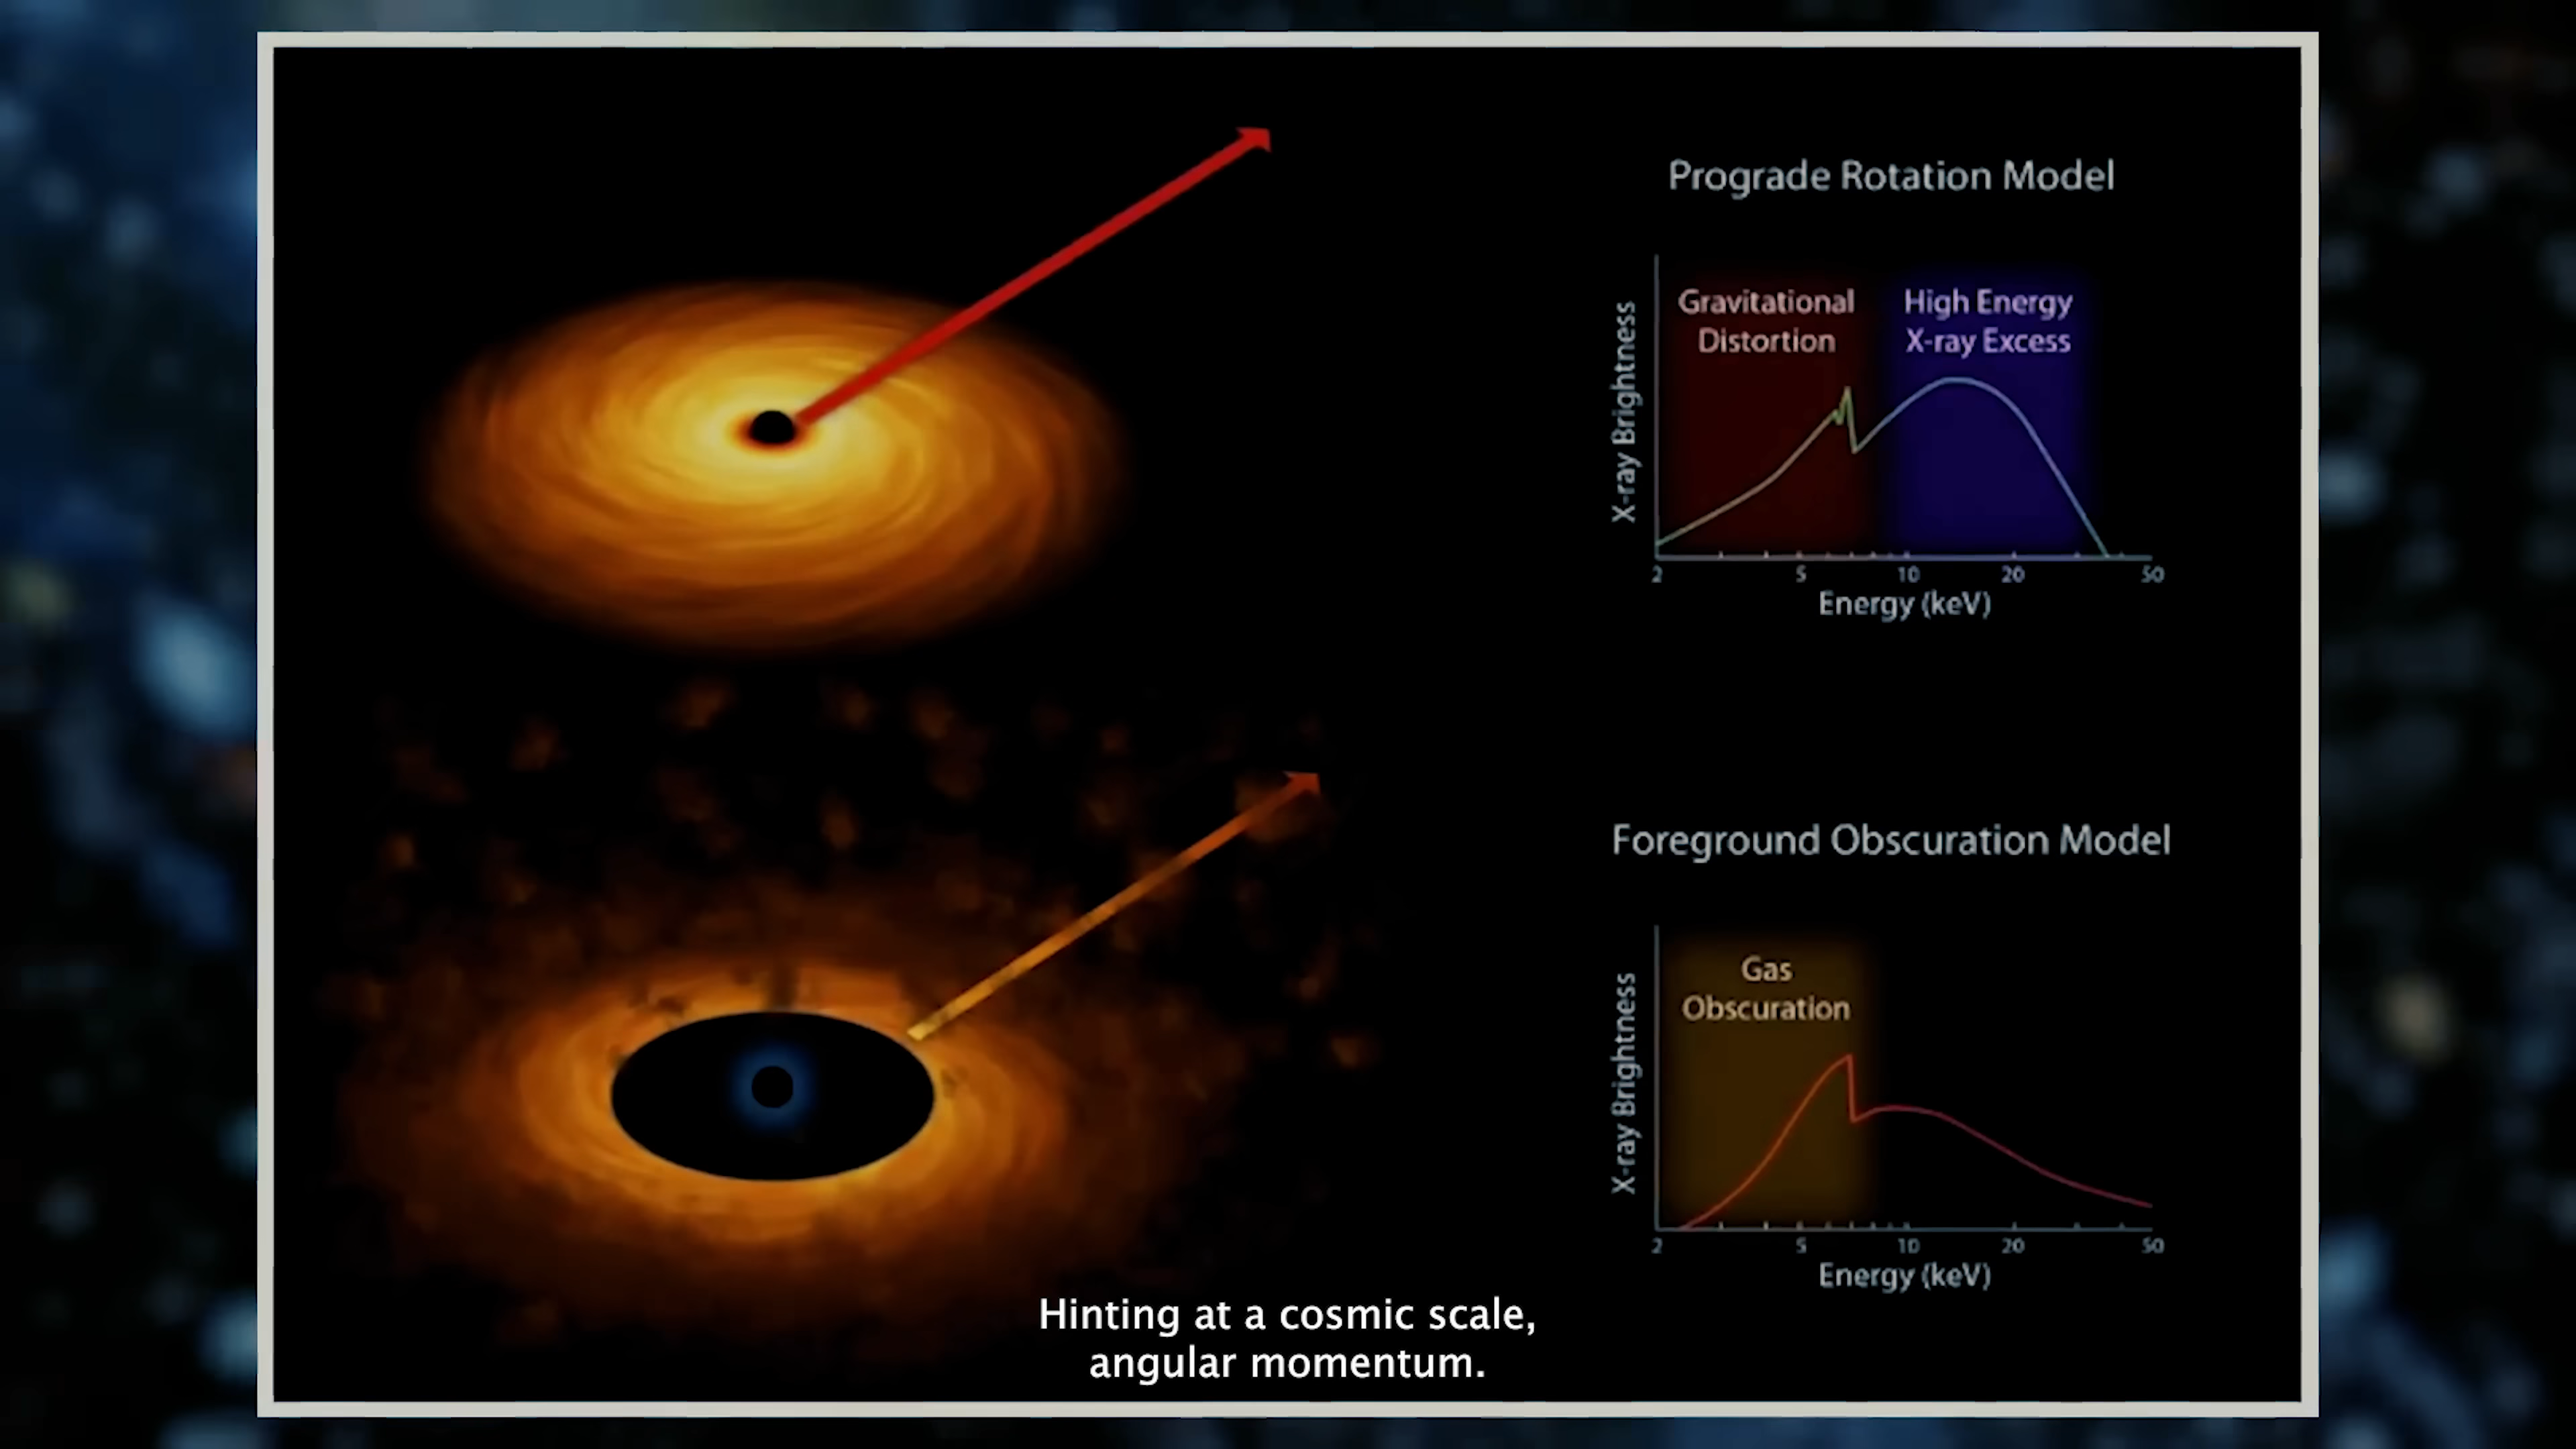 Prograde Rotation Model
Gravitational
Distortion
High Energy
X-ray Excess
X-ray Brightness
2 5 10 20 50
Energy (keV)
Foreground Obscuration Model
Gas
Obscuration
X-ray Brightness
2 5 10 20 50
Energy (keV)
Hinting at a cosmic scale,
angular momentum.